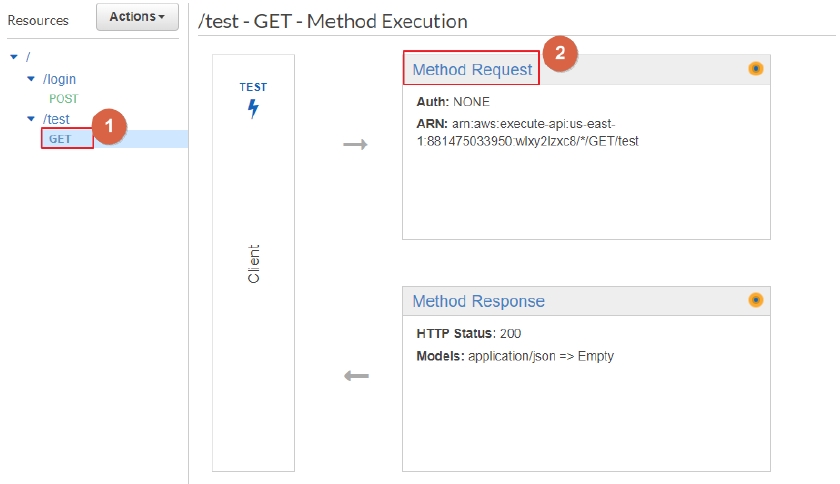 Resources
Actions
/
/login
POST
/test
GET
1
/test - GET - Method Execution
TEST
Client
Method Request
2
Auth: NONE
ARN: arn:aws:execute-api:us-east-
1:881475033950:wlxy2lzxc8/*/GET/test
Method Response
HTTP Status: 200
Models: application/json => Empty